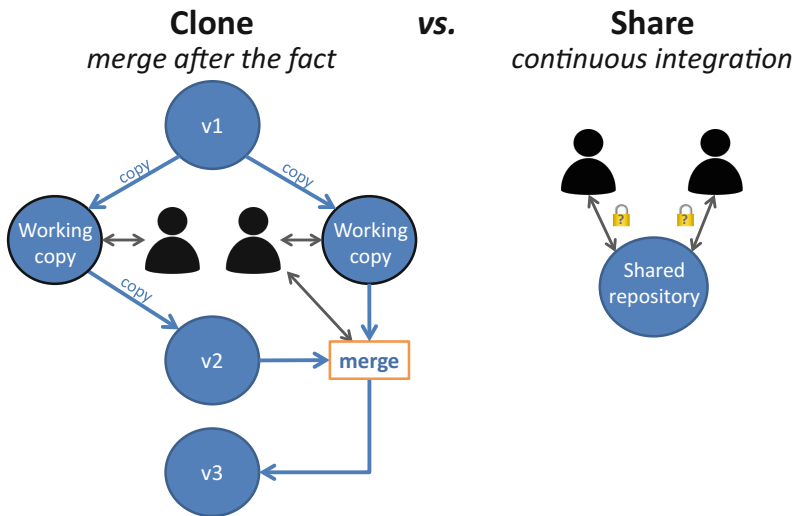 Clone
merge after the fact
vs.
Share
continuous integration
v1
copy
copy
Working
copy
Working
copy
copy
v2
merge
v3
?
?
Shared
repository